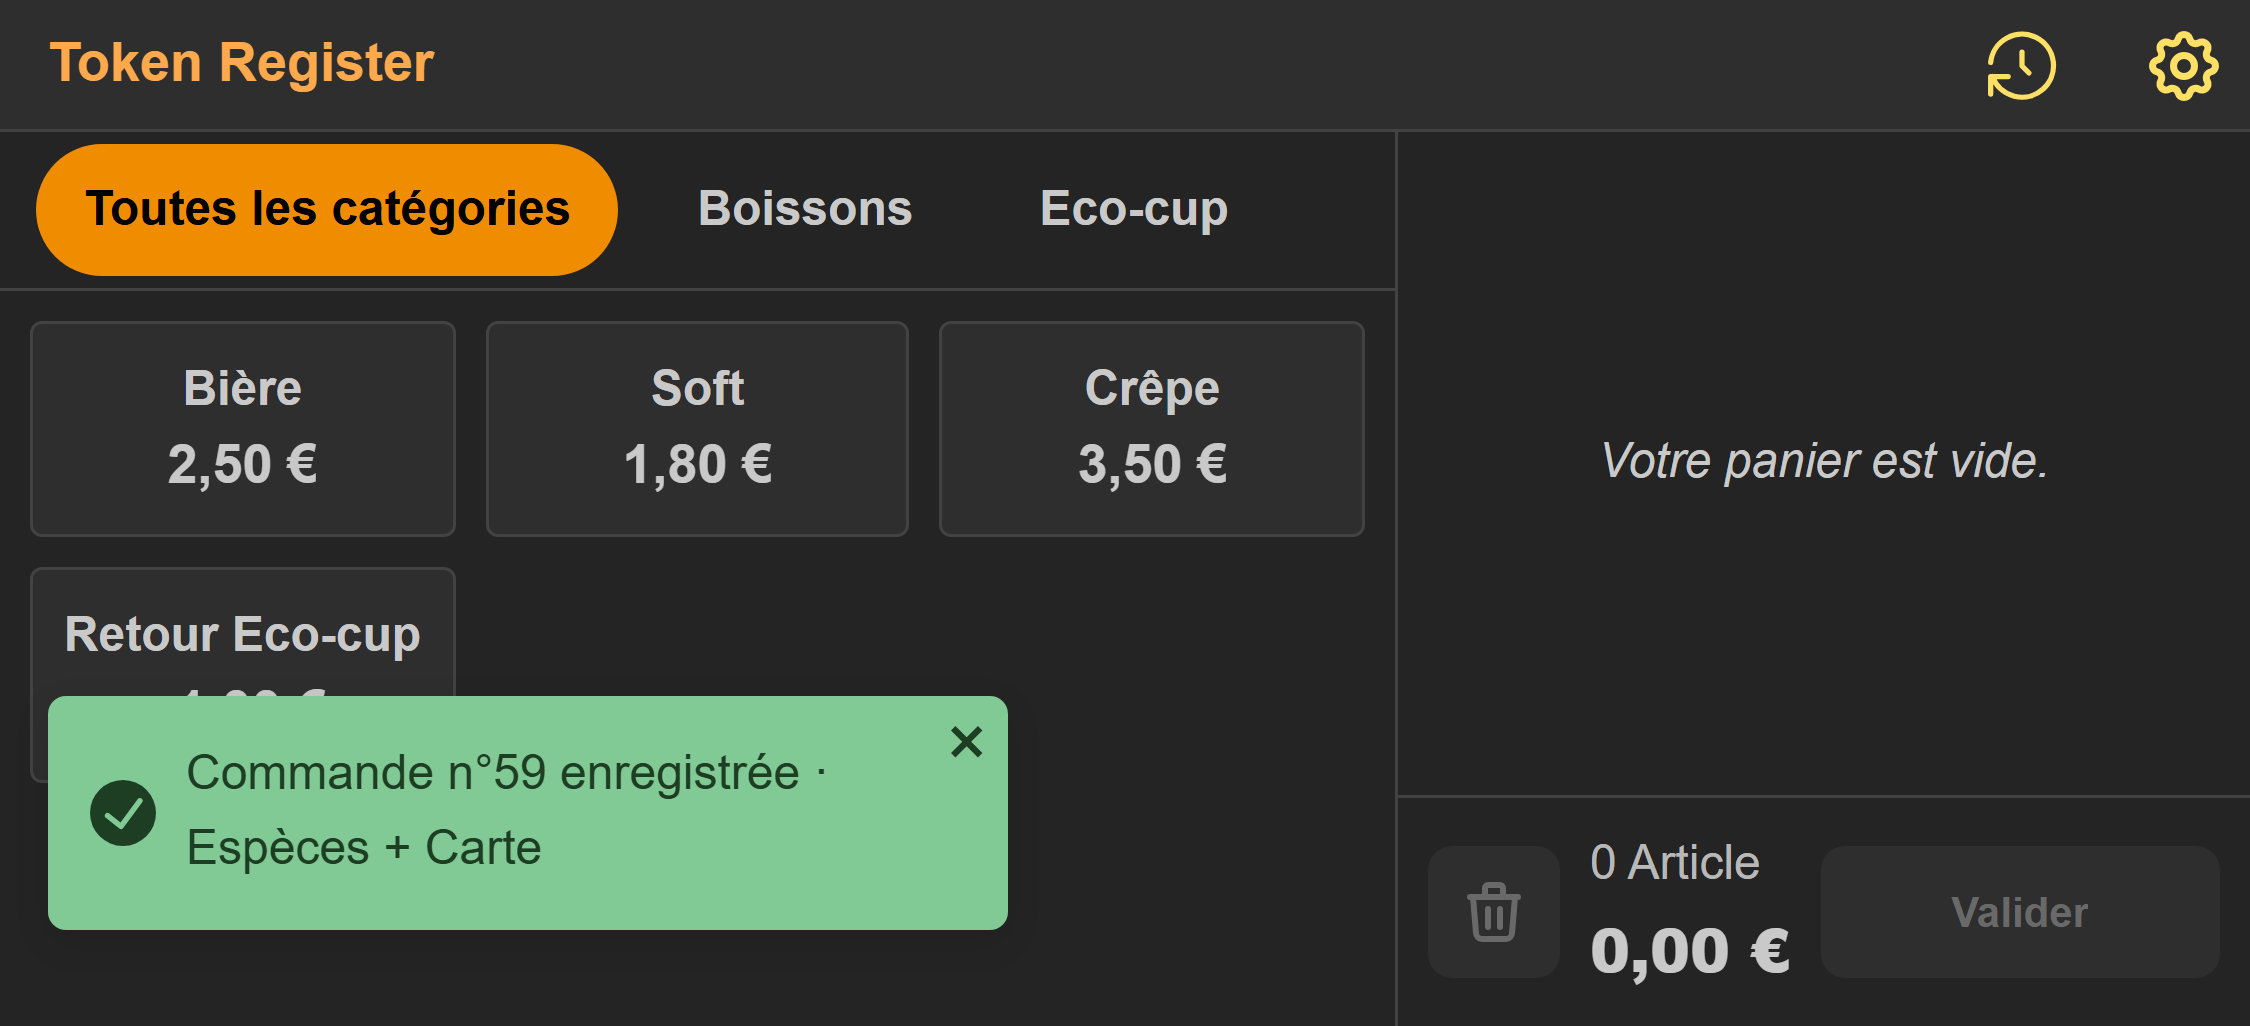 Token Register
Toutes les catégories
Boissons
Eco-cup
Bière
2,50 €
Soft
1,80 €
Crêpe
3,50 €
Retour Eco-cup
Commande n°59 enregistrée ·
Espèces + Carte
Votre panier est vide.
0 Article
0,00 €
Valider